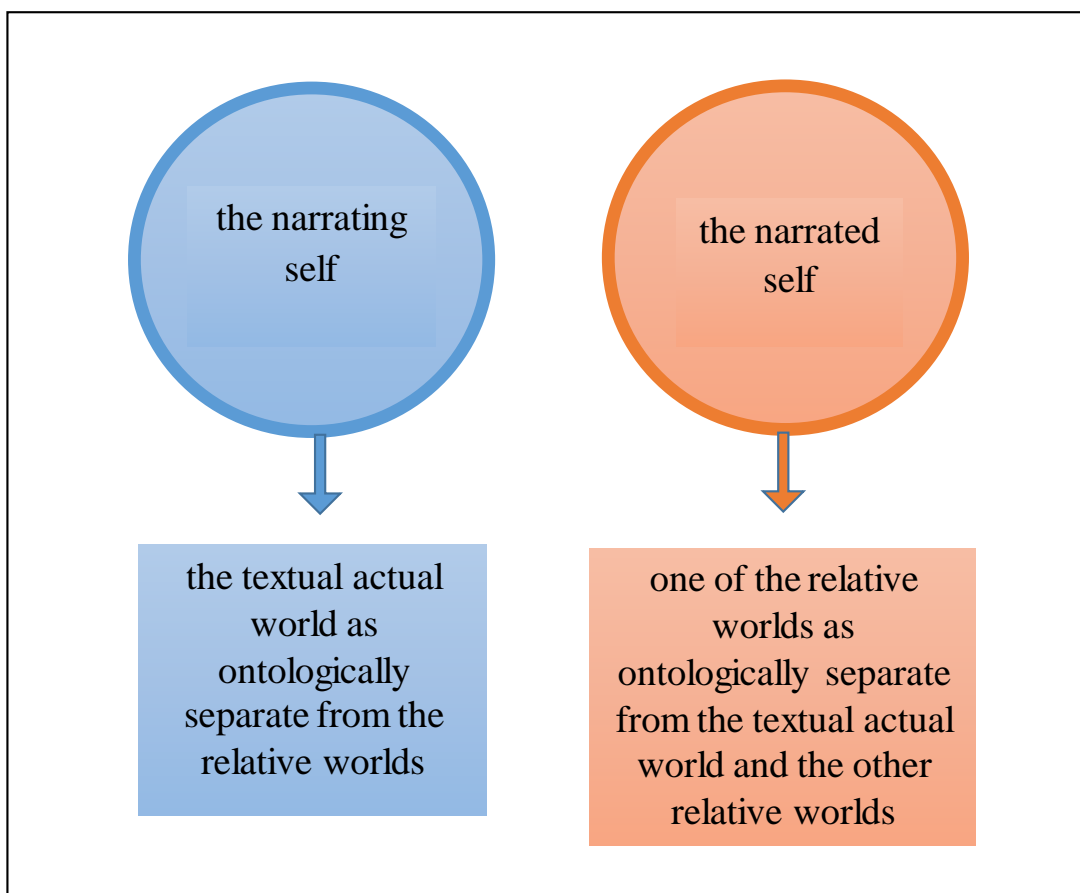 the narrating
self
the narrated
self
the textual actual
world as
ontologically
separate from the
relative worlds
one of the relative
worlds as
ontologically separate
from the textual actual
world and the other
relative worlds